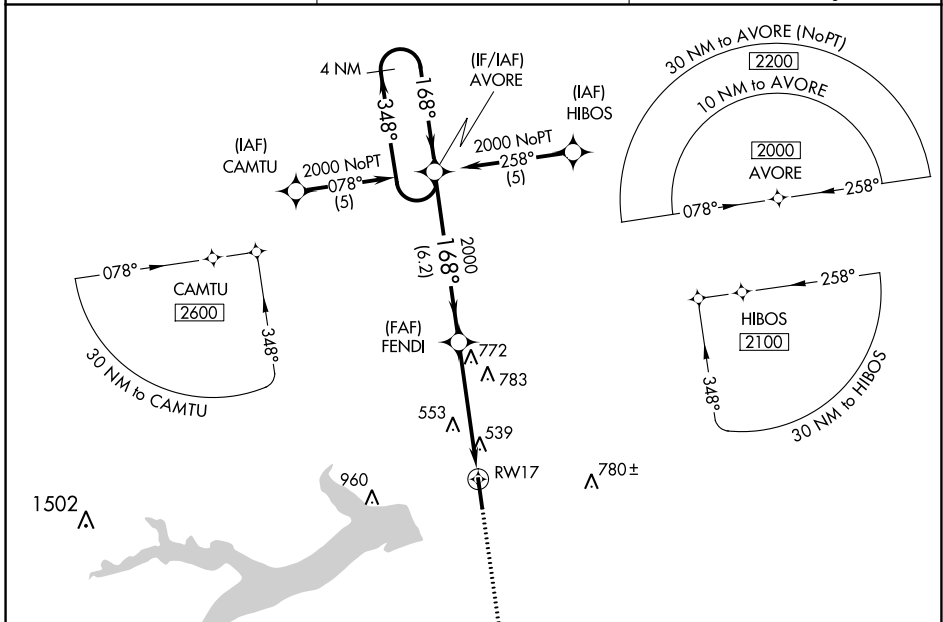 4 NM
348°
168°
(IF/IAF)
AVORE
(IAF)
HIBOS
2000 NoPT
258°
(5)
(IAF)
CAMTU
2000 NoPT
078°
(5)
30 NM to AVORE (NoPT)
2200
10 NM to AVORE
2000
AVORE
078°
258°
2000
168°
(6.2)
078°
CAMTU
2600
348°
30 NM to CAMTU
258°
HIBOS
2100
348°
30 NM to HIBOS
(FAF)
FENDI
772
783
553
539
RW17
780±
960
1502